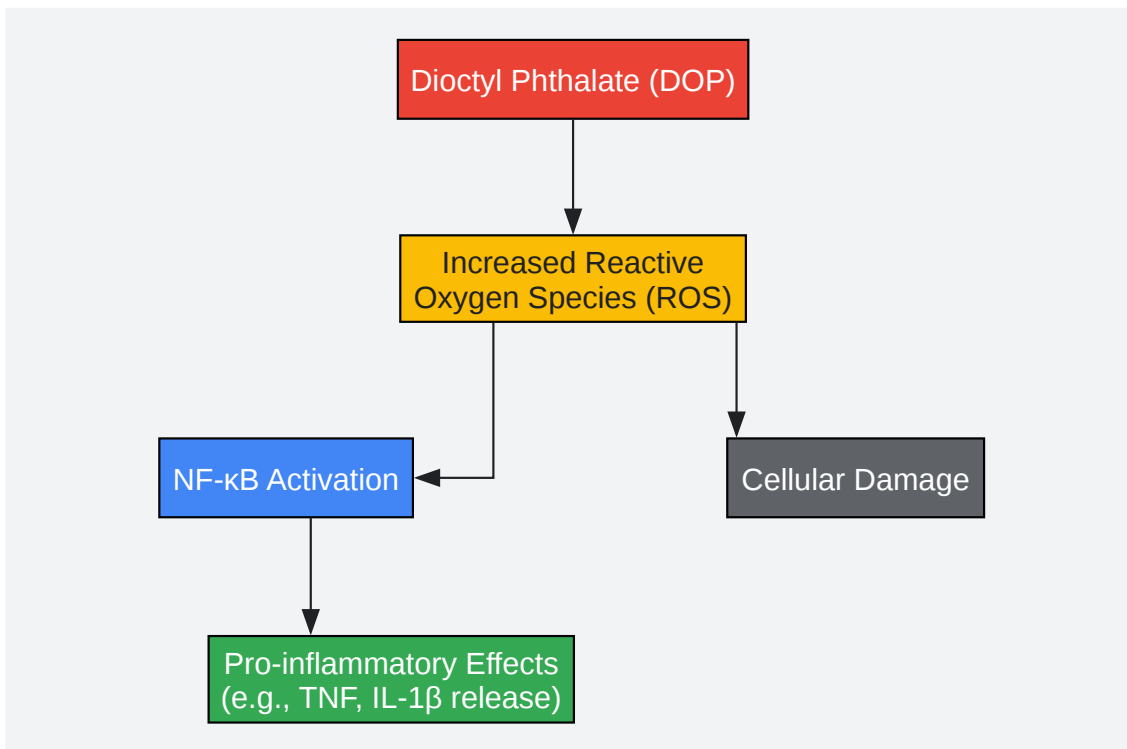 Dioctyl Phthalate (DOP)
Increased Reactive
Oxygen Species (ROS)
NF-κB Activation
Cellular Damage
Pro-inflammatory Effects
(e.g., TNF, IL-1β release)